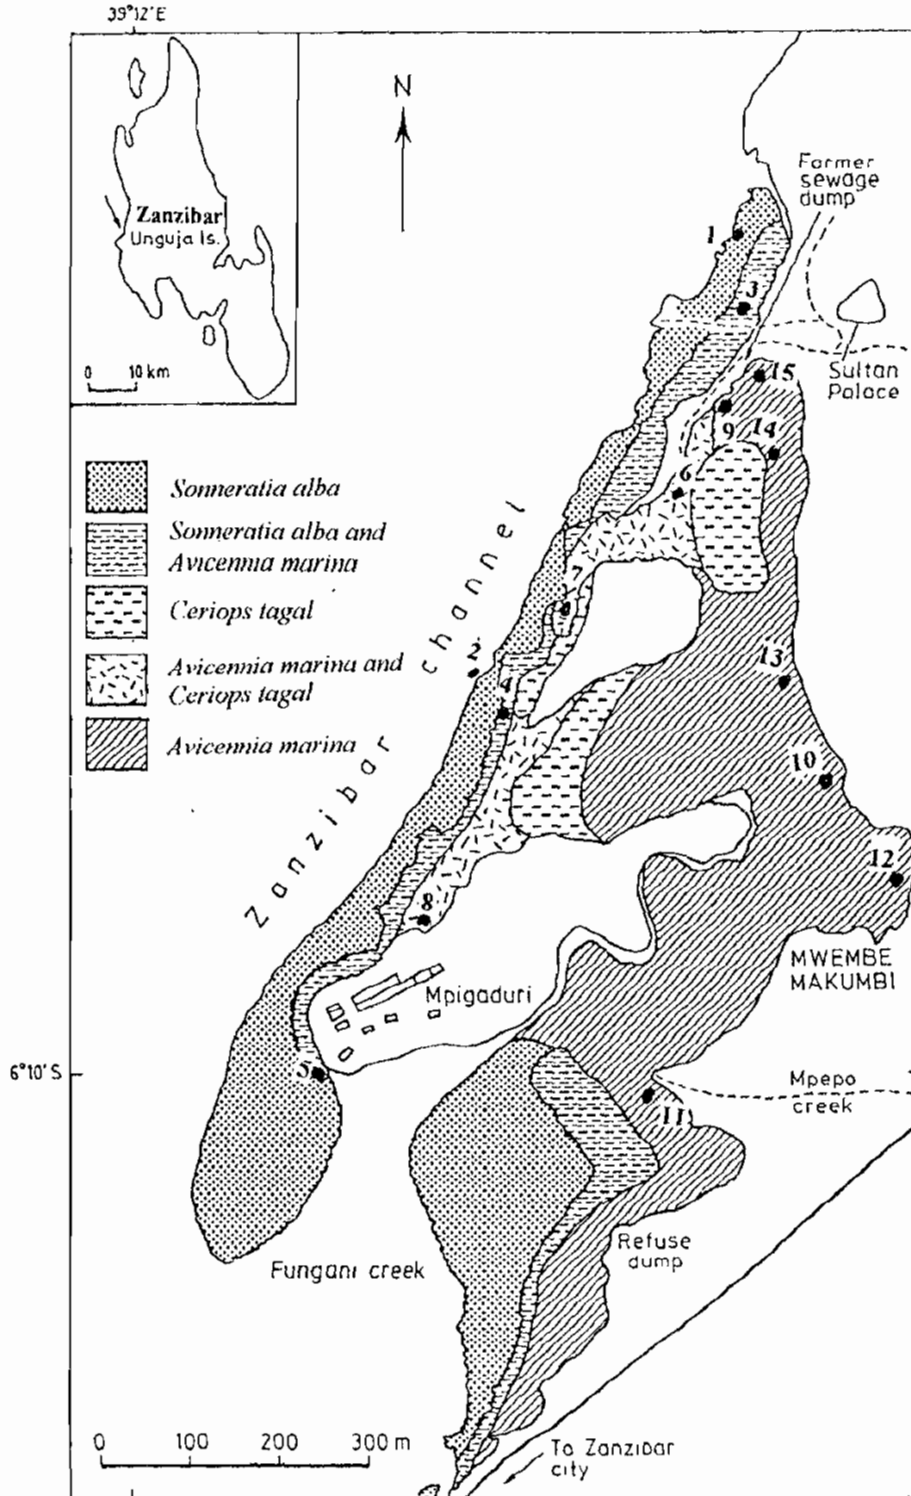 39°12'E
N
Former
sewage
dump
Zanzibar
Unguja Is.
0 10 km
1
3
Sultan
Palace
15
9 14
6
Sonneratia alba
Sonneratia alba and
Avicennia marina
Ceriops tagal
Avicennia marina and
Ceriops tagal
Avicennia marina
Zanzibar channel
7
2
4
13
10
12
8
MWEMBE
MAKUMBI
Mpigaduri
6°10'S
5
Mpepo
creek
11
Refuse
dump
Fungani creek
0 100 200 300 m
To Zanzibar
city